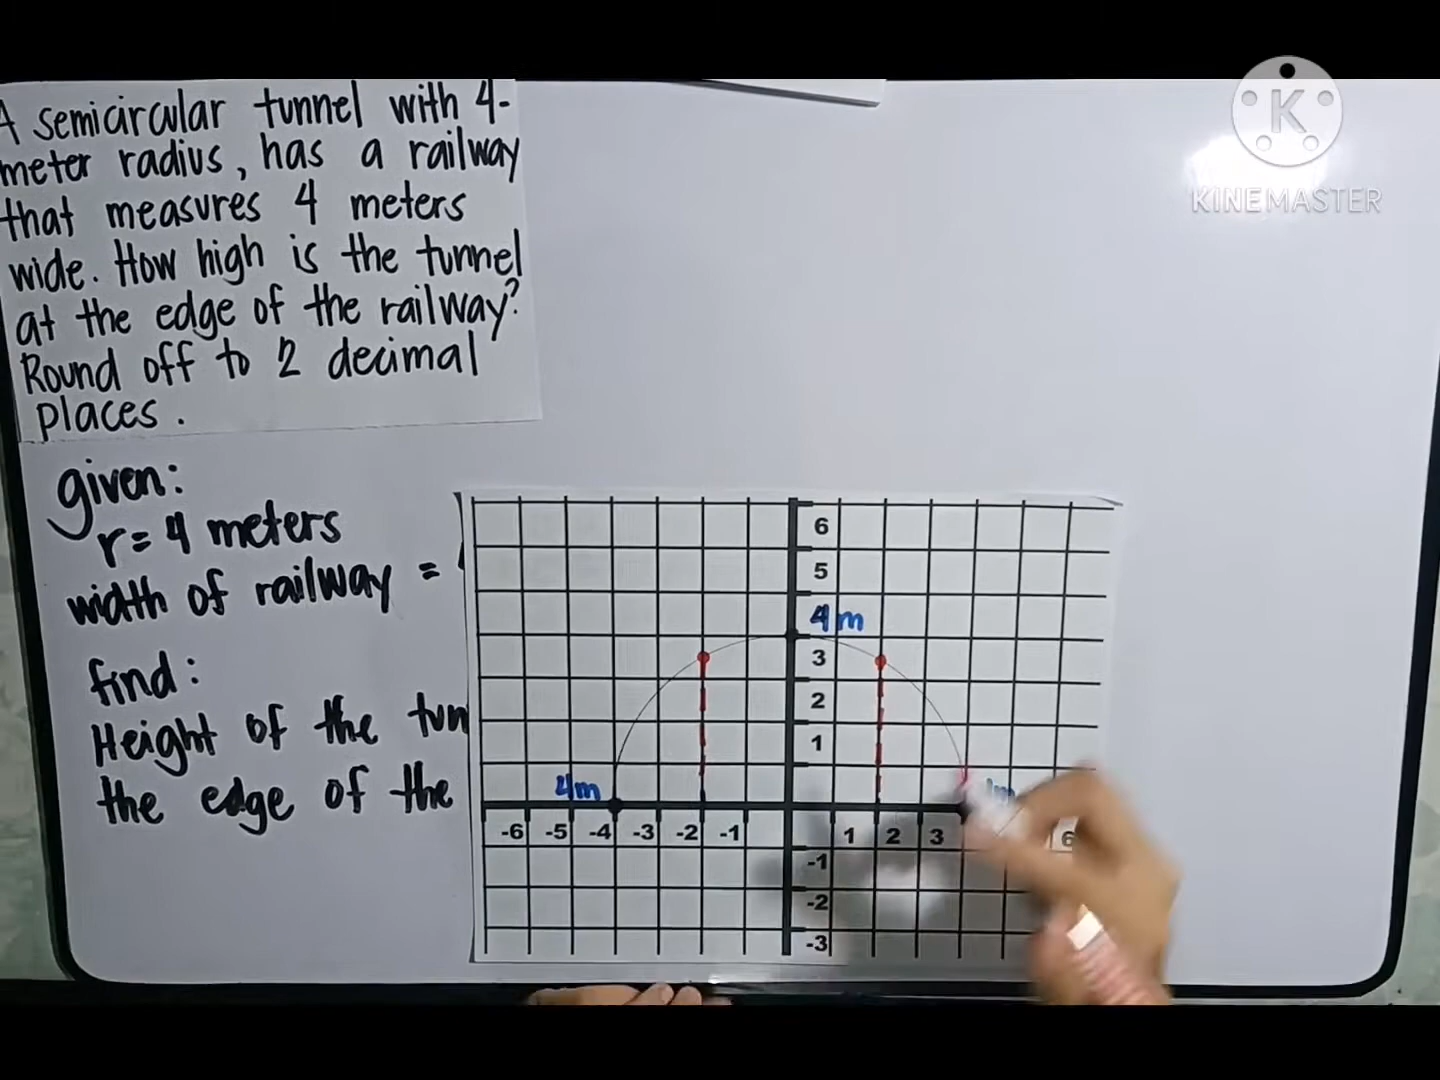 A semicircular tunnel with 4-
meter radius, has a railway
that measures 4 meters
wide. How high is the tunnel
at the edge of the railway?
Round off to 2 decimal
places.
given:
r = 4 meters
width of railway =
find:
Height of the tun
the edge of the
6
5
4m
3
2
1
4m
-6 -5 -4 -3 -2 -1 1 2 3 6
-1
-2
-3
K
KINEMASTER